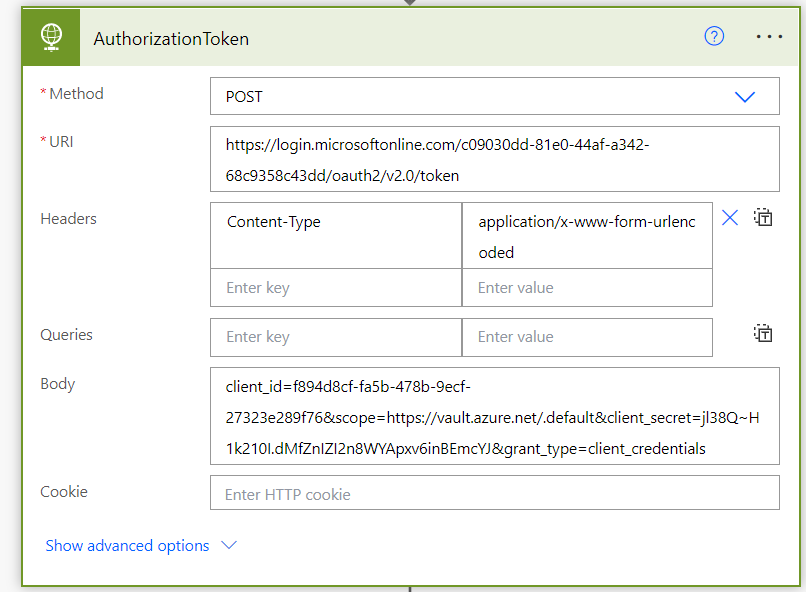 AuthorizationToken
?
* Method
POST
* URI
https://login.microsoftonline.com/c09030dd-81e0-44af-a342-
68c9358c43dd/oauth2/v2.0/token
Headers
Content-Type
application/x-www-form-urlenc
oded
Enter key
Enter value
Queries
Enter key
Enter value
Body
client_id=f894d8cf-fa5b-478b-9ecf-
27323e289f76&scope=https://vault.azure.net/.default&client_secret=jl38Q~H
1k210I.dMfZnIZI2n8WYApxv6inBEmcYJ&grant_type=client_credentials
Cookie
Enter HTTP cookie
Show advanced options